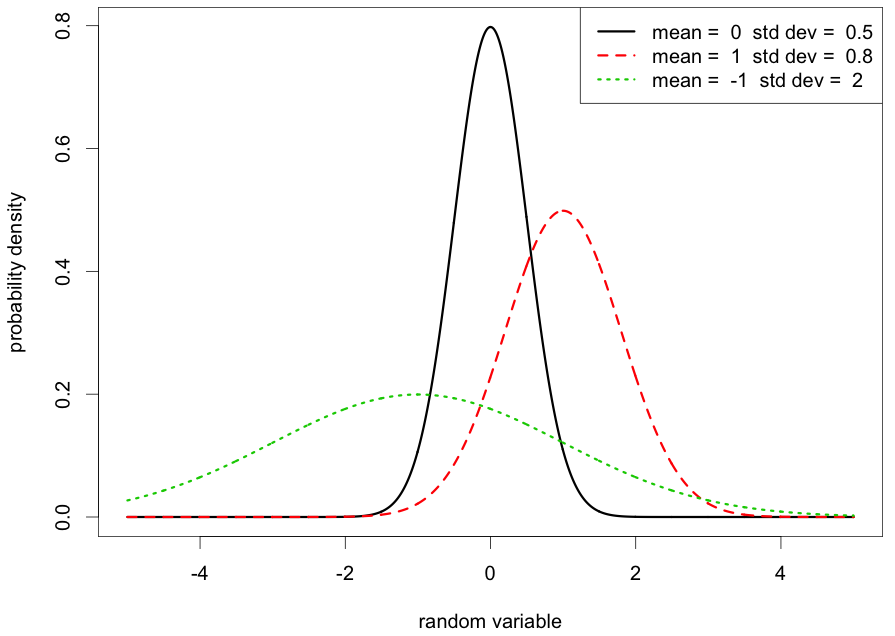 mean =  0  std dev =  0.5
mean =  1  std dev =  0.8
mean =  -1  std dev =  2
0.8
0.6
0.4
0.2
0.0
probability density
-4 -2 0 2 4
random variable